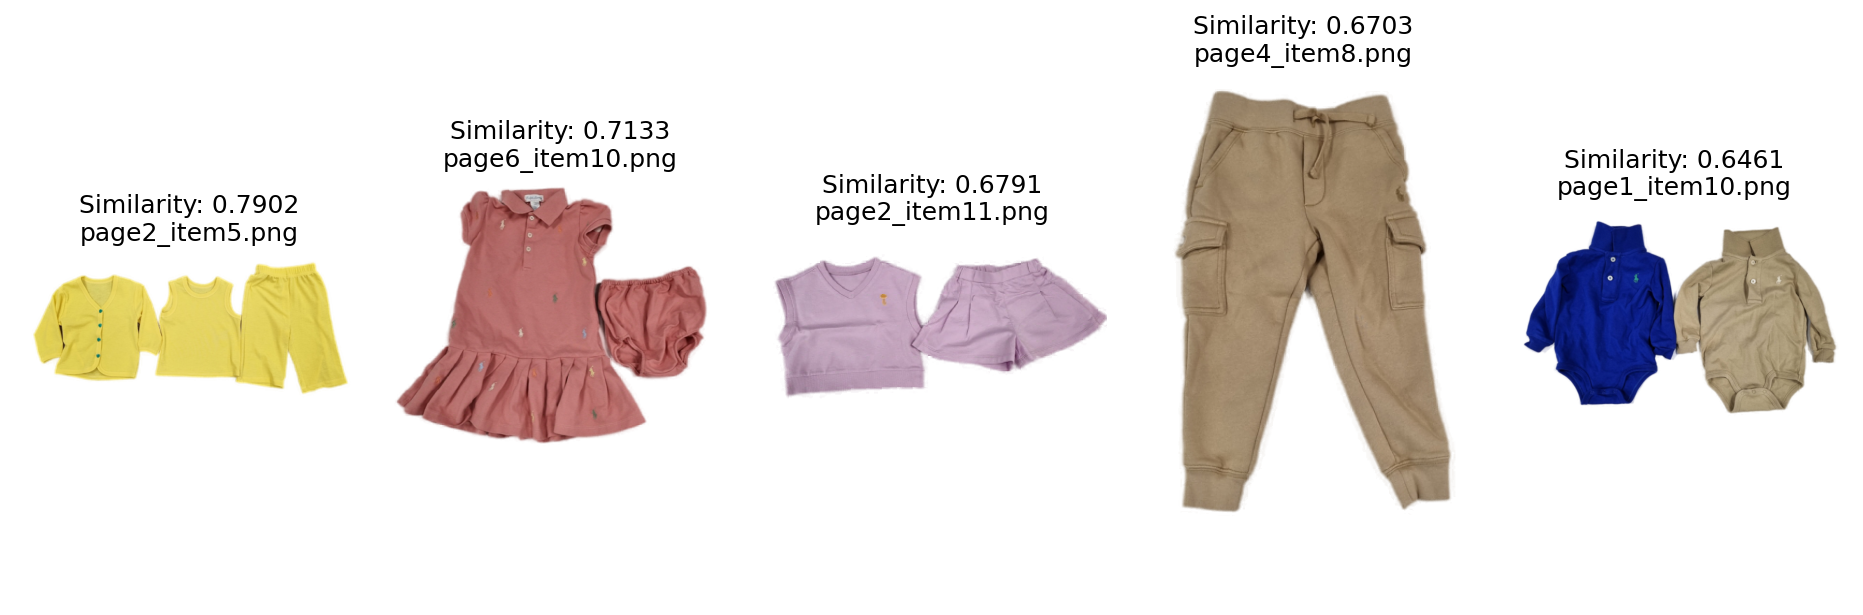 Similarity: 0.7902
page2_item5.png
Similarity: 0.7133
page6_item10.png
Similarity: 0.6791
page2_item11.png
Similarity: 0.6703
page4_item8.png
Similarity: 0.6461
page1_item10.png